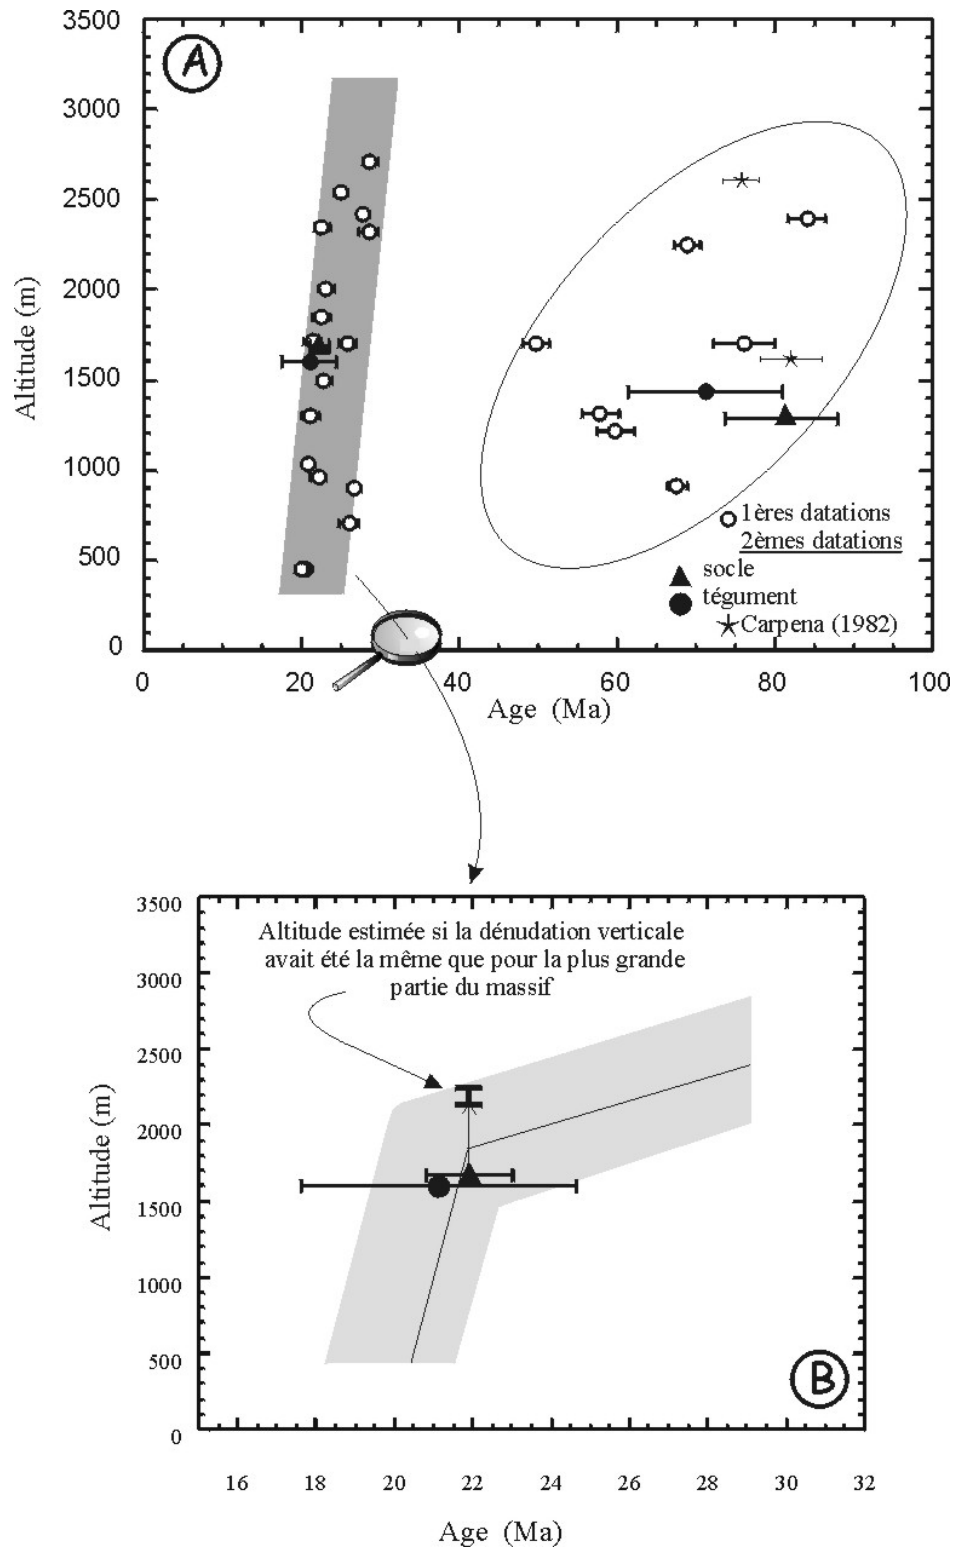 3500
A
3000
2500
2000
1500
1000
500
0
Altitude (m)
1ères datations
2èmes datations
socle
tégument
Carpena (1982)
0 20 40 60 80 100
Age (Ma)
3500
Altitude estimée si la dénudation verticale
avait été la même que pour la plus grande
partie du massif
3000
2500
2000
1500
1000
500
0
Altitude (m)
B
16 18 20 22 24 26 28 30 32
Age (Ma)